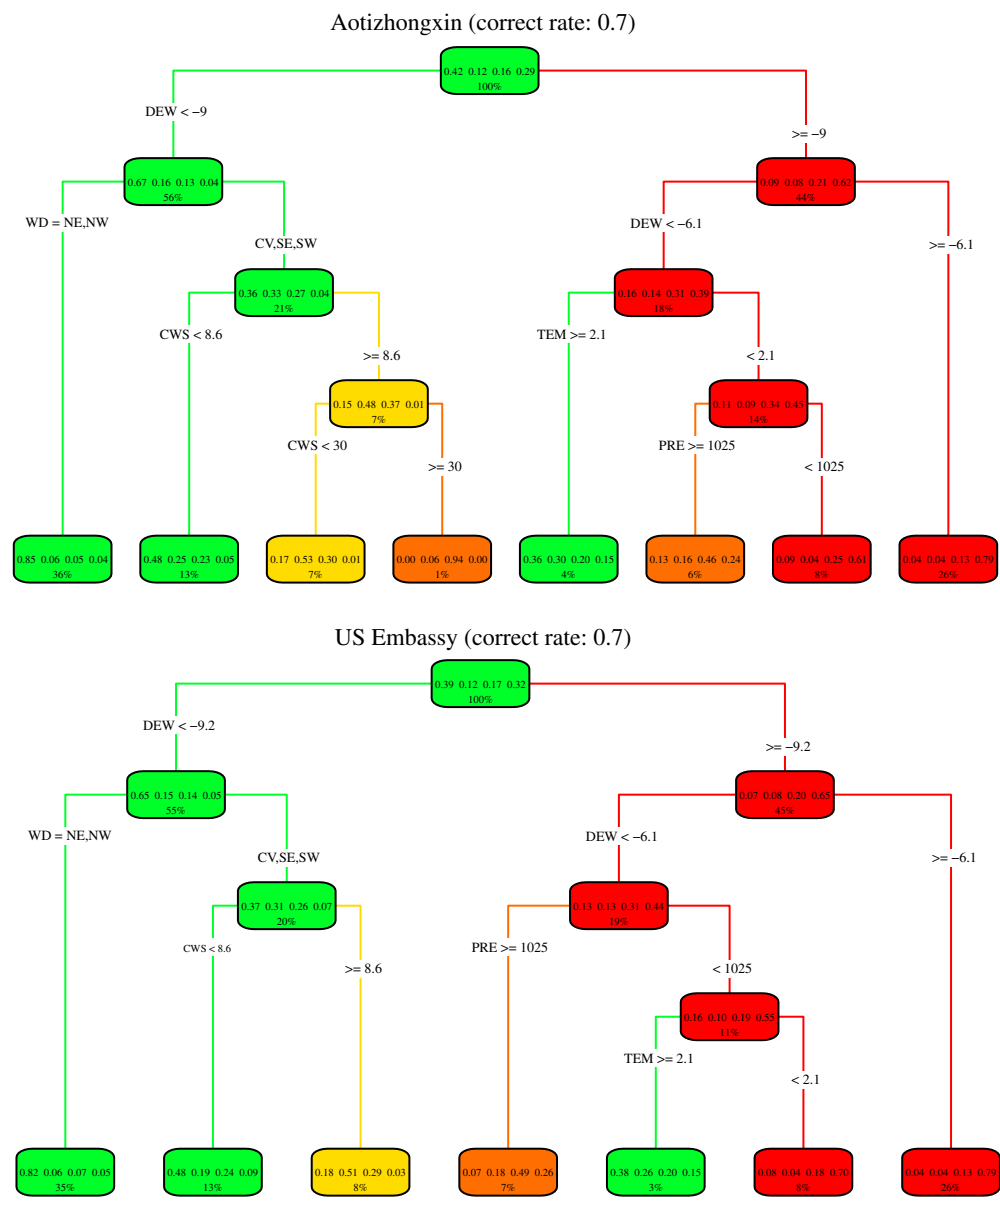 Aotizhongxin (correct rate: 0.7)
0.42 0.12 0.16 0.29
100%
DEW < −9
>= −9
0.67 0.16 0.13 0.04
56%
0.09 0.08 0.21 0.62
44%
WD = NE,NW
CV,SE,SW
DEW < −6.1
>= −6.1
0.36 0.33 0.27 0.04
21%
0.16 0.14 0.31 0.39
18%
CWS < 8.6
>= 8.6
TEM >= 2.1
< 2.1
0.15 0.48 0.37 0.01
7%
0.11 0.09 0.34 0.45
14%
CWS < 30
>= 30
PRE >= 1025
< 1025
0.85 0.06 0.05 0.04
36%
0.48 0.25 0.23 0.05
13%
0.17 0.53 0.30 0.01
7%
0.00 0.06 0.94 0.00
1%
0.36 0.30 0.20 0.15
4%
0.13 0.16 0.46 0.24
6%
0.09 0.04 0.25 0.61
8%
0.04 0.04 0.13 0.79
26%
US Embassy (correct rate: 0.7)
0.39 0.12 0.17 0.32
100%
DEW < −9.2
>= −9.2
0.65 0.15 0.14 0.05
55%
0.07 0.08 0.20 0.65
45%
WD = NE,NW
CV,SE,SW
DEW < −6.1
>= −6.1
0.37 0.31 0.26 0.07
20%
0.13 0.13 0.31 0.44
19%
CWS < 8.6
>= 8.6
PRE >= 1025
< 1025
0.16 0.10 0.19 0.55
11%
TEM >= 2.1
< 2.1
0.82 0.06 0.07 0.05
35%
0.48 0.19 0.24 0.09
13%
0.18 0.51 0.29 0.03
8%
0.07 0.18 0.49 0.26
7%
0.38 0.26 0.20 0.15
3%
0.08 0.04 0.18 0.70
8%
0.04 0.04 0.13 0.79
26%